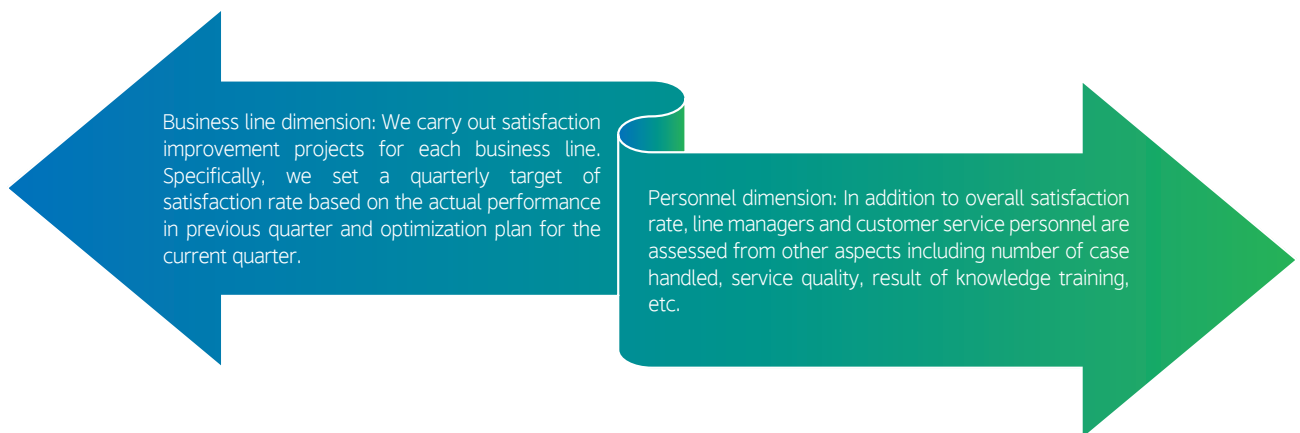 Business line dimension: We carry out satisfaction
improvement projects for each business line.
Specifically, we set a quarterly target of
satisfaction rate based on the actual performance
in previous quarter and optimization plan for the
current quarter.
Personnel dimension: In addition to overall satisfaction
rate, line managers and customer service personnel are
assessed from other aspects including number of case
handled, service quality, result of knowledge training,
etc.